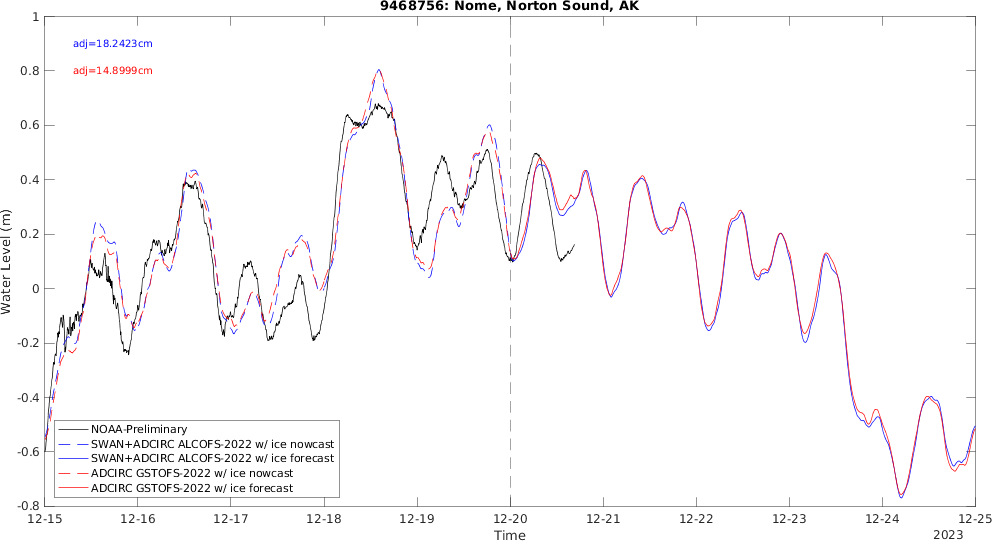 9468756: Nome, Norton Sound, AK
adj=18.2423cm
adj=14.8999cm
Water Level (m)
1
0.8
0.6
0.4
0.2
0
-0.2
-0.4
-0.6
-0.8
NOAA-Preliminary
SWAN+ADCIRC ALCOFS-2022 w/ ice nowcast
SWAN+ADCIRC ALCOFS-2022 w/ ice forecast
ADCIRC GSTOFS-2022 w/ ice nowcast
ADCIRC GSTOFS-2022 w/ ice forecast
12-15 12-16 12-17 12-18 12-19 12-20 12-21 12-22 12-23 12-24 12-25
Time
2023